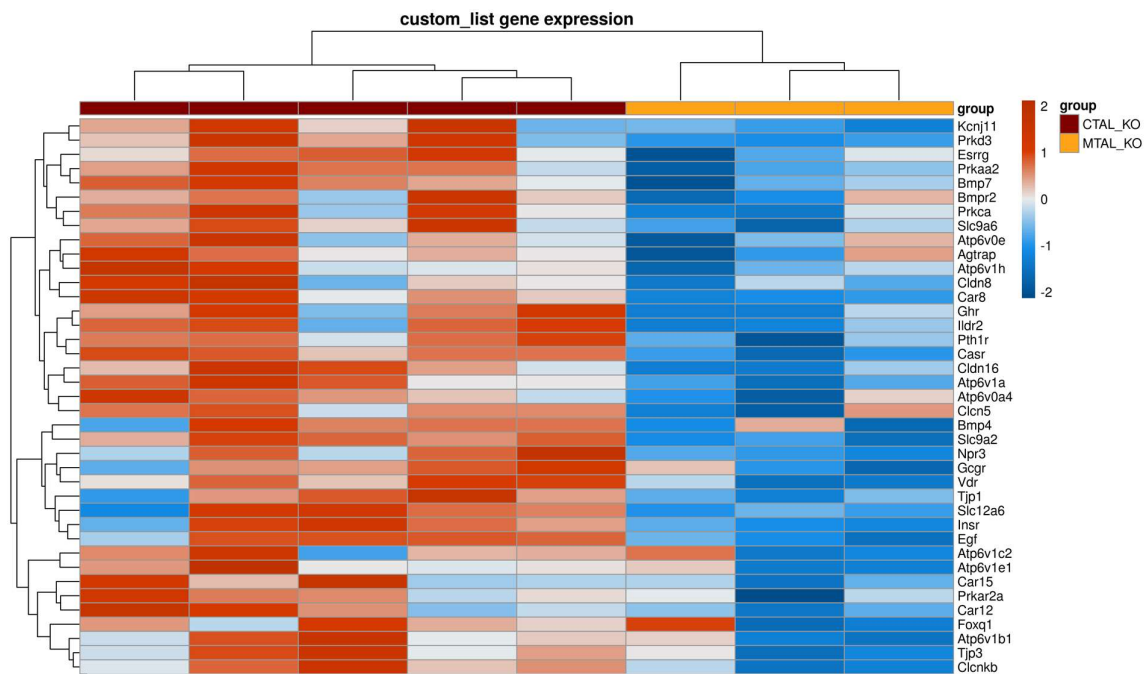 custom_list gene expression
group
Kcnj11
Prkd3
Esrrg
Prkaa2
Bmp7
Bmpr2
Prkca
Slc9a6
Atp6v0e
Agtrap
Atp6v1h
Cldn8
Car8
Ghr
Ildr2
Pth1r
Casr
Cldn16
Atp6v1a
Atp6v0a4
Clcn5
Bmp4
Slc9a2
Npr3
Gcgr
Vdr
Tjp1
Slc12a6
Insr
Egf
Atp6v1c2
Atp6v1e1
Car15
Prkar2a
Car12
Foxq1
Atp6v1b1
Tjp3
Clcnkb
2
1
0
-1
-2
group
CTAL_KO
MTAL_KO